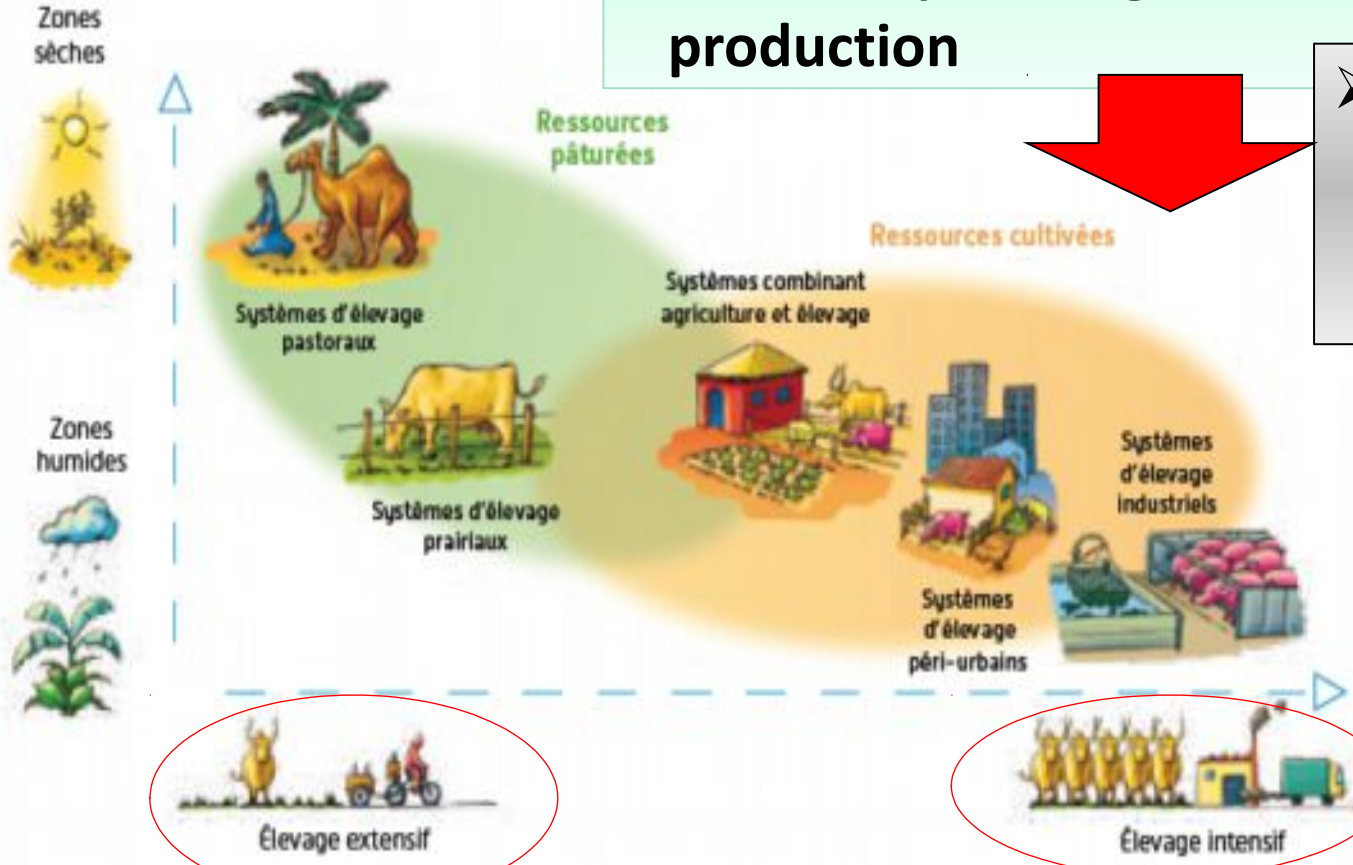 production
➢
Zones
sèches
Ressources
pâturées
Ressources cultivées
Systèmes combinant
agriculture et élevage
Systèmes d'élevage
pastoraux
Zones
humides
Systèmes
d'élevage
industriels
Systèmes d'élevage
prairiaux
Systèmes
d'élevage
péri-urbains
Élevage extensif
Élevage intensif